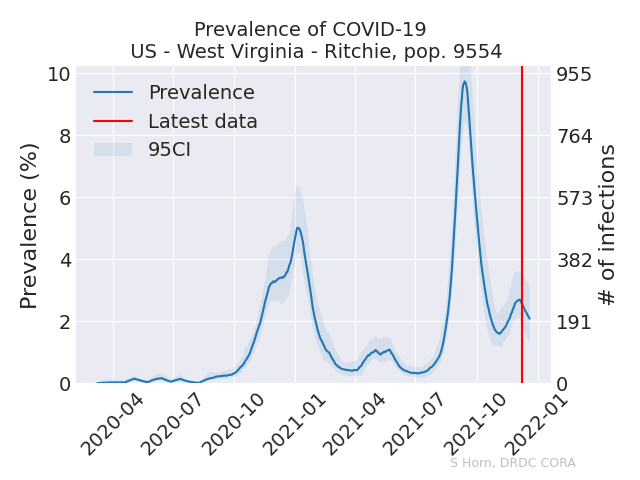 Prevalence of COVID-19
US - West Virginia - Ritchie, pop. 9554
Prevalence
Latest data
95CI
Prevalence (%)
10
8
6
4
2
0
# of infections
955
764
573
382
191
0
2020-04
2020-07
2020-10
2021-01
2021-04
2021-07
2021-10
2022-01
S Horn, DRDC CORA